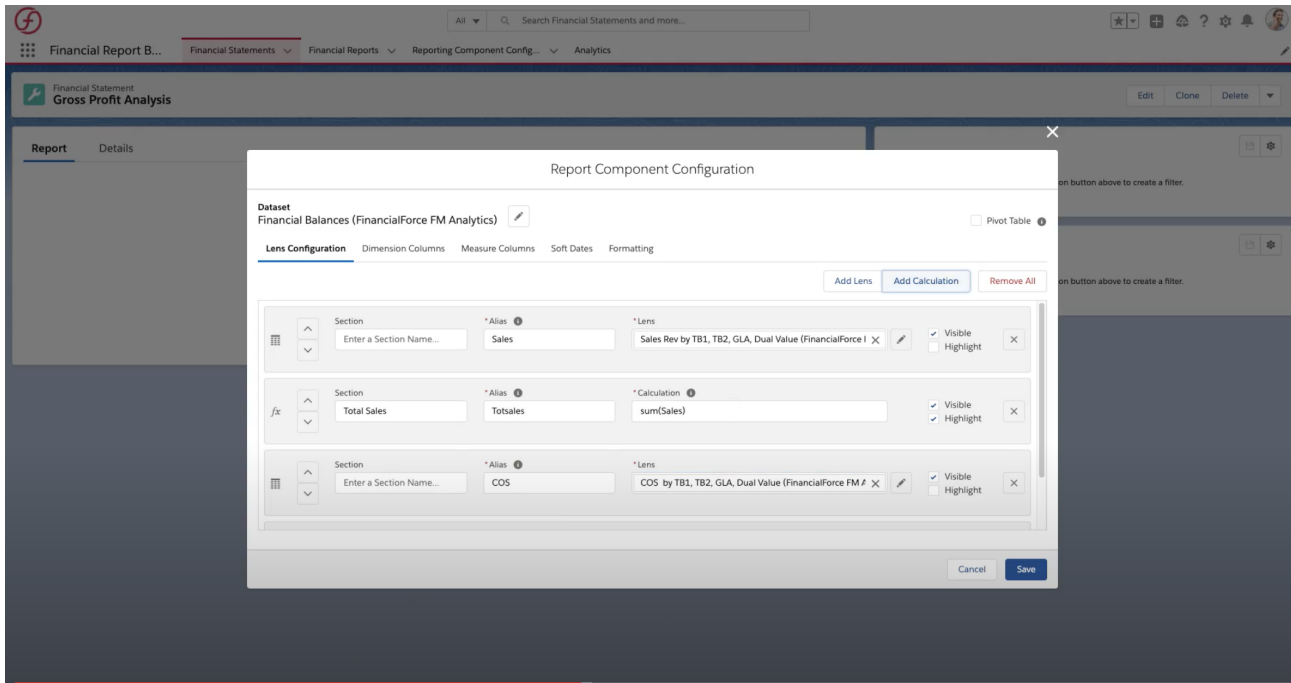 All
Search Financial Statements and more...
Financial Report B...
Financial Statements
Financial Reports
Reporting Component Config...
Analytics
Financial Statement
Gross Profit Analysis
Edit
Clone
Delete
Report
Details
on button above to create a filter.
on button above to create a filter.
Report Component Configuration
Dataset
Financial Balances (FinancialForce FM Analytics)
Pivot Table
Lens Configuration
Dimension Columns
Measure Columns
Soft Dates
Formatting
Add Lens
Add Calculation
Remove All
Section
*Alias
*Lens
Enter a Section Name...
Sales
Sales Rev by TB1, TB2, GLA, Dual Value (FinancialForce
Visible
Highlight
fx
Section
*Alias
*Calculation
Total Sales
Totsales
sum(Sales)
Visible
Highlight
Section
*Alias
*Lens
Enter a Section Name...
COS
COS by TB1, TB2, GLA, Dual Value (FinancialForce FM
Visible
Highlight
Cancel
Save